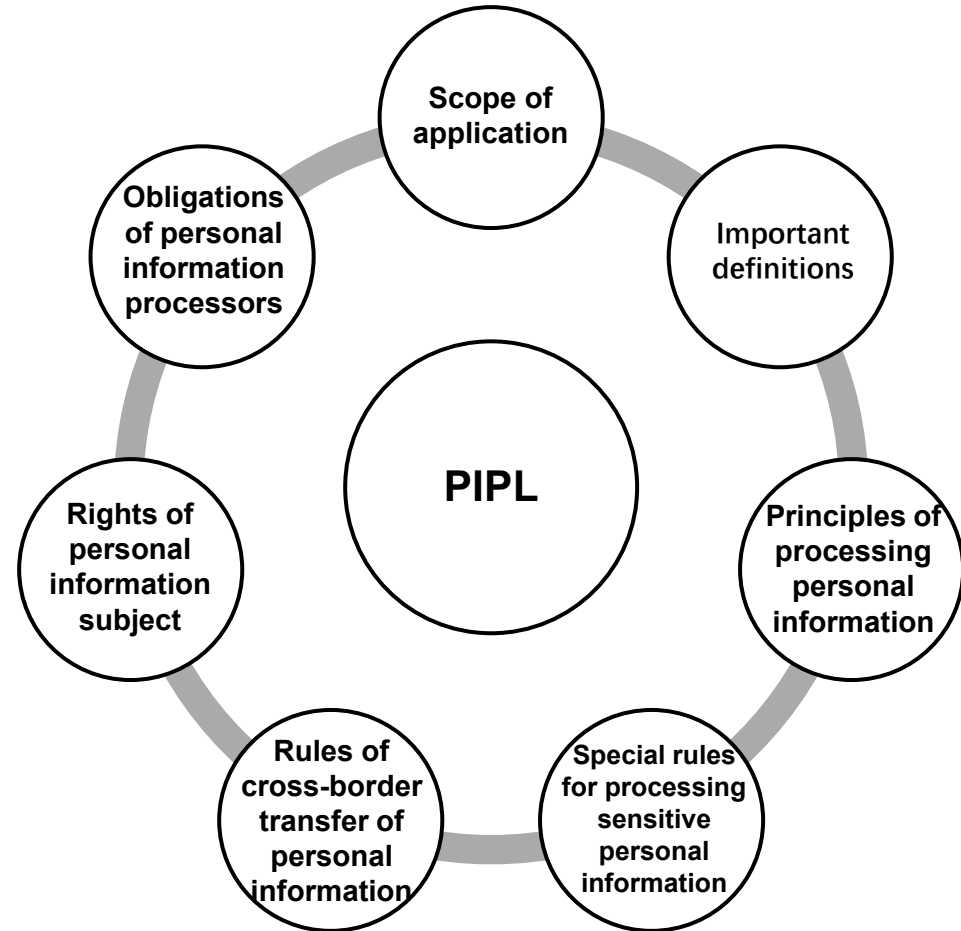 Scope of
application
Important
definitions
Principles of
processing
personal
information
Special rules
for processing
sensitive
personal
information
Rules of
cross-border
transfer of
personal
information
Rights of
personal
information
subject
Obligations
of personal
information
processors
PIPL